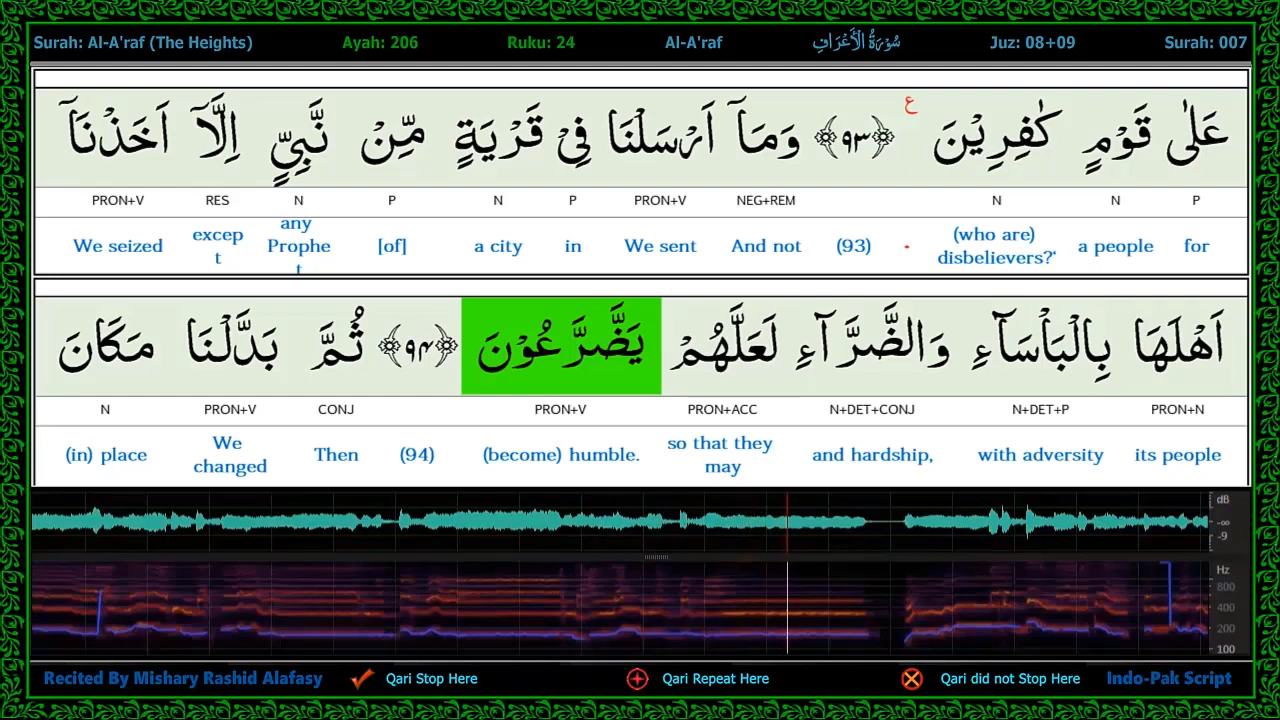 Surah: Al-A'raf (The Heights) Ayah: 206 Ruku: 24 Al-A'raf سُوْرَةُ الْأَعْرَافِ Juz: 08+09 Surah: 007
عَلٰى قَوْمٍ كٰفِرِيْنَ ع ﴿۹۳﴾ وَمَآ اَرْسَلْنَا فِيْ قَرْيَةٍ مِّنْ نَّبِيٍّ اِلَّآ اَخَذْنَآ
PRON+V RES N P N P PRON+V NEG+REM N N P
We seized except any Prophet [of] a city in We sent And not (93) (who are) disbelievers?‘ a people for
اَهْلَهَا بِالْبَأْسَآءِ وَالضَّرَّآءِ لَعَلَّهُمْ يَضَّرَّعُوْنَ ﴿۹۴﴾ ثُمَّ بَدَّلْنَا مَكَانَ
N PRON+V CONJ PRON+V PRON+ACC N+DET+CONJ N+DET+P PRON+N
(in) place We changed Then (94) (become) humble. so that they may and hardship, with adversity its people
dB
-∞
-9
Hz
800
400
200
100
Recited By Mishary Rashid Alafasy Qari Stop Here Qari Repeat Here Qari did not Stop Here Indo-Pak Script